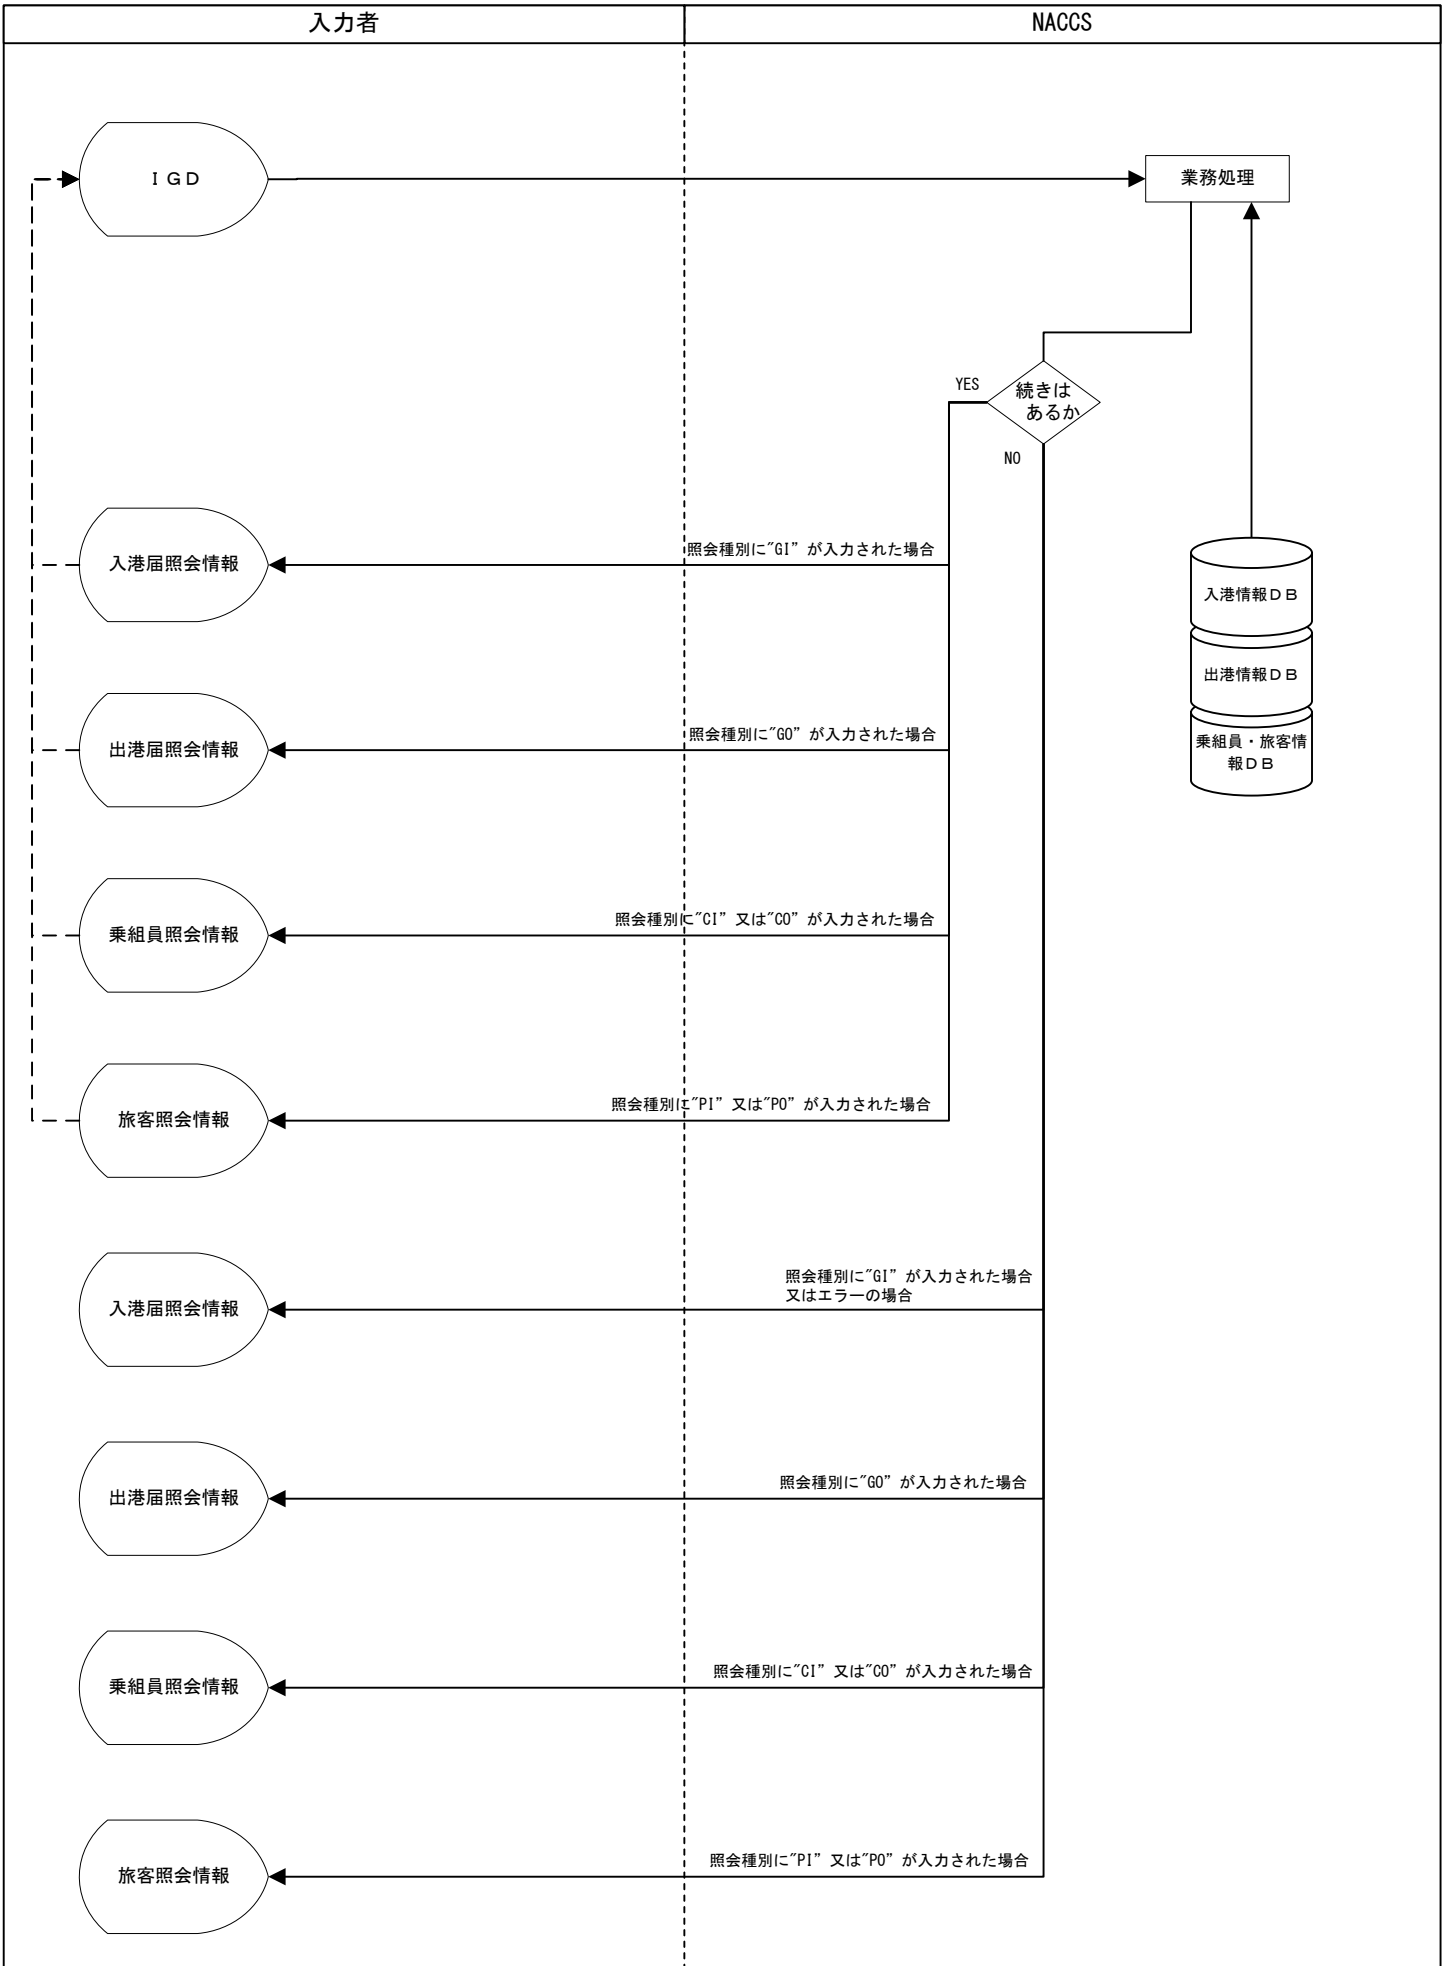 入力者
NACCS
ＩＧＤ
業務処理
YES
続きは
あるか
NO
照会種別に"GI”が入力された場合
入港届照会情報
入港情報ＤＢ
出港情報ＤＢ
照会種別に"GO”が入力された場合
出港届照会情報
乗組員・旅客情
報ＤＢ
照会種別に"CI”又は"CO”が入力された場合
乗組員照会情報
照会種別に"PI”又は"PO”が入力された場合
旅客照会情報
照会種別に"GI”が入力された場合
又はエラーの場合
入港届照会情報
照会種別に"GO”が入力された場合
出港届照会情報
照会種別に"CI”又は"CO”が入力された場合
乗組員照会情報
照会種別に"PI”又は"PO”が入力された場合
旅客照会情報